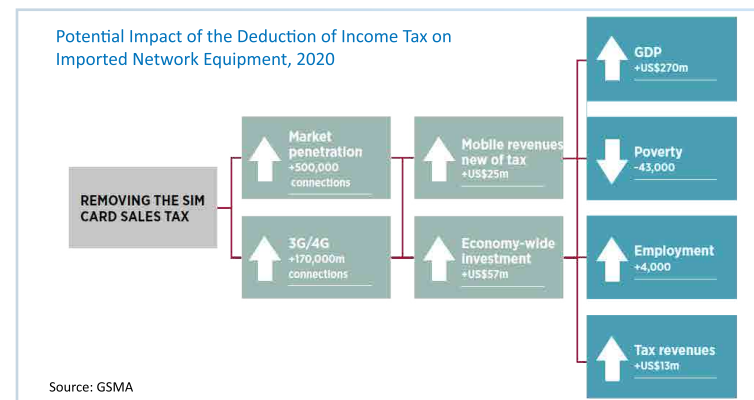 Potential Impact of the Deduction of Income Tax on
Imported Network Equipment, 2020
REMOVING THE SIM
CARD SALES TAX
Market
penetration
+500,000
connections
3G/4G
+170,000m
connections
Mobile revenues
new of tax
+US$25m
Economy-wide
investment
+US$57m
GDP
+US$270m
Poverty
-43,000
Employment
+4,000
Tax revenues
+US$13m
Source: GSMA